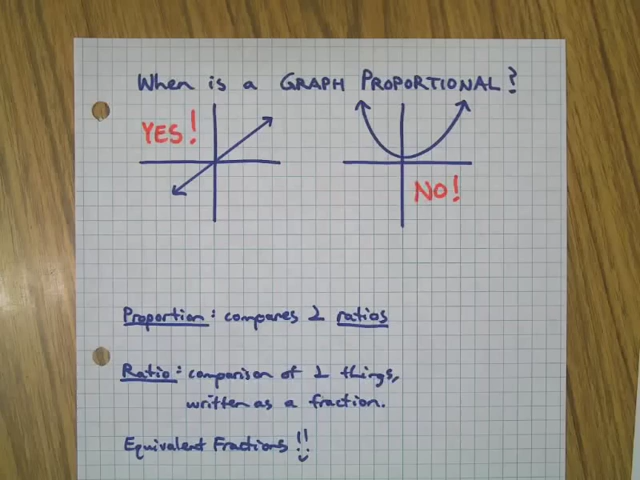 When is a GRAPH PROPORTIONAL?
YES!
NO!
Proportion: compares 2 ratios
Ratio: comparison of 2 things,
written as a fraction.
Equivalent Fractions!!